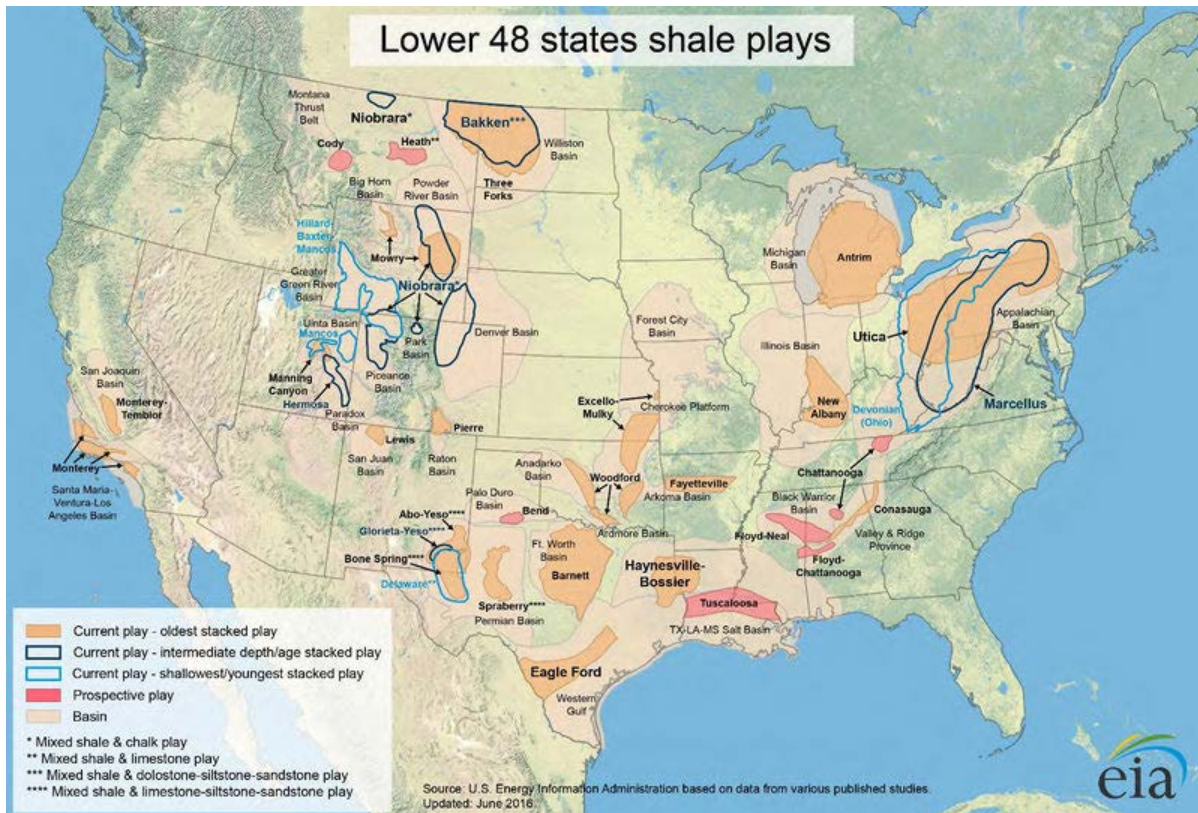 Lower 48 states shale plays
Montana
Thrust
Belt
Niobrara*
Bakken***
Cody
Heath**
Williston
Basin
Big Horn
Basin
Powder
River Basin
Three
Forks
Hillard-
Baxter-
Mancos
Mowry
Michigan
Basin
Antrim
Greater
Green River
Basin
Niobrara*
Uinta Basin
Mancos
Park
Basin
Denver Basin
Forest City
Basin
Illinois Basin
Utica
Appalachian
Basin
San Joaquin
Basin
Monterey-
Temblor
Manning
Canyon
Hermosa
Piceance
Basin
Paradox
Basin
Excello-
Mulky
Cherokee Platform
New
Albany
Devonian
(Ohio)
Marcellus
Lewis
Pierre
Monterey
San Juan
Basin
Raton
Basin
Anadarko
Basin
Woodford
Fayetteville
Arkoma Basin
Chattanooga
Black Warrior
Basin
Santa Maria-
Ventura-Los
Angeles Basin
Palo Duro
Basin
Bend
Conasauga
Abo-Yeso****
Glorieta-Yeso****
Ardmore Basin
Floyd-Neal
Valley & Ridge
Province
Bone Spring****
Delaware**
Ft. Worth
Basin
Barnett
Haynesville-
Bossier
Floyd-
Chattanooga
Spraberry****
Permian Basin
Tuscaloosa
TX-LA-MS Salt Basin
Eagle Ford
Western
Gulf
Current play - oldest stacked play
Current play - intermediate depth/age stacked play
Current play - shallowest/youngest stacked play
Prospective play
Basin
* Mixed shale & chalk play
** Mixed shale & limestone play
*** Mixed shale & dolostone-siltstone-sandstone play
**** Mixed shale & limestone-siltstone-sandstone play
Source: U.S. Energy Information Administration based on data from various published studies.
Updated: June 2016
eia